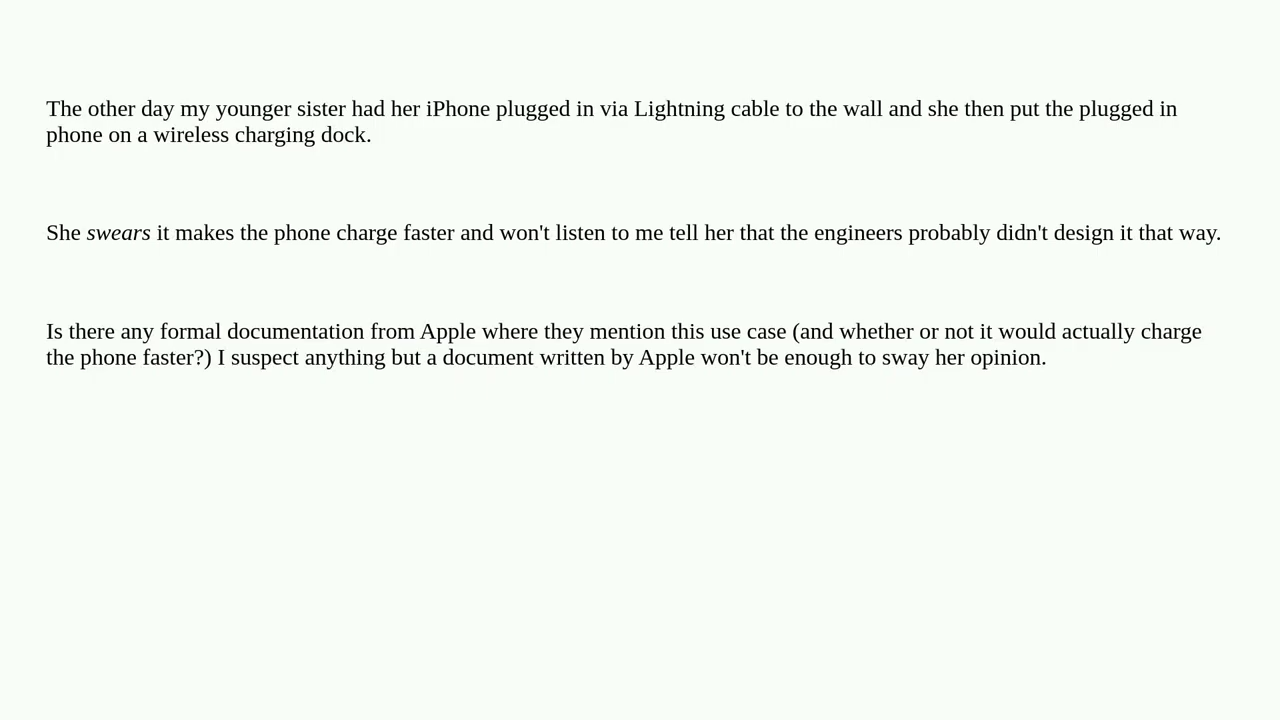 The other day my younger sister had her iPhone plugged in via Lightning cable to the wall and she then put the plugged in
phone on a wireless charging dock.
She swears it makes the phone charge faster and won't listen to me tell her that the engineers probably didn't design it that way.
Is there any formal documentation from Apple where they mention this use case (and whether or not it would actually charge
the phone faster?) I suspect anything but a document written by Apple won't be enough to sway her opinion.